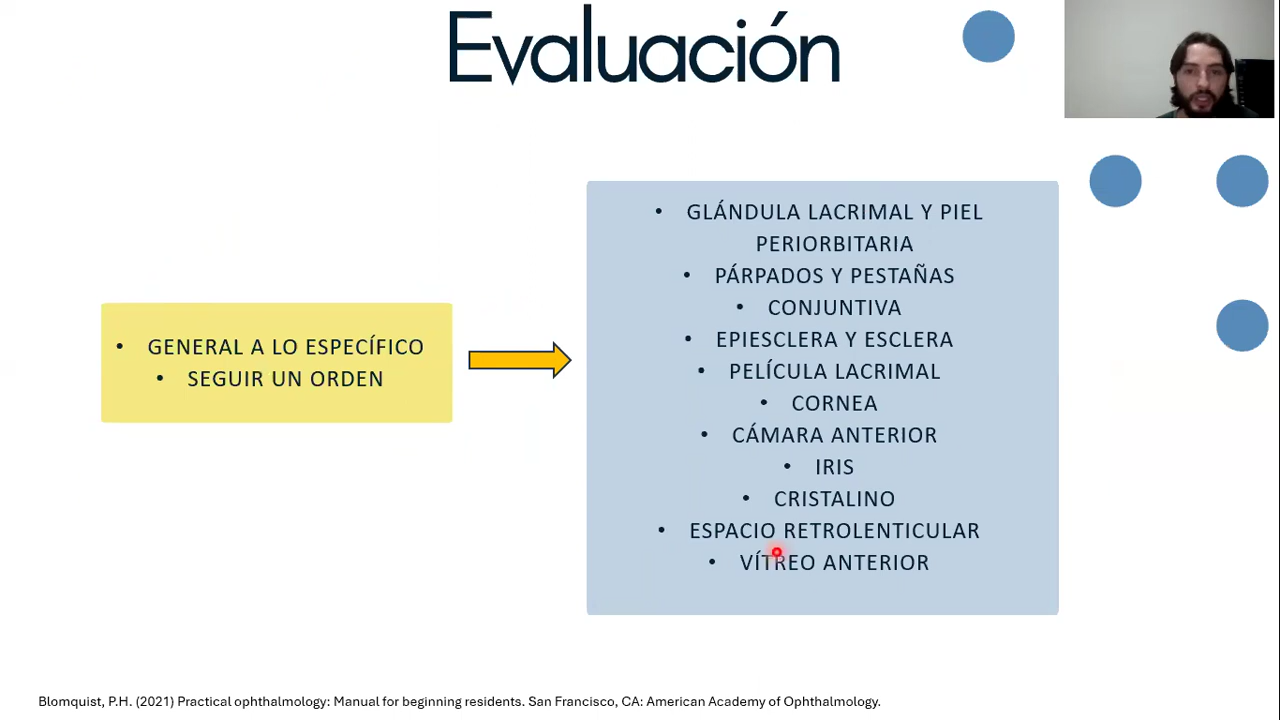 Evaluación
• GENERAL A LO ESPECÍFICO
• SEGUIR UN ORDEN
• GLÁNDULA LACRIMAL Y PIEL
PERIORBITARIA
• PÁRPADOS Y PESTAÑAS
• CONJUNTIVA
• EPIESCLERA Y ESCLERA
• PELÍCULA LACRIMAL
• CORNEA
• CÁMARA ANTERIOR
• IRIS
• CRISTALINO
• ESPACIO RETROLENTICULAR
• VÍTREO ANTERIOR
Blomquist, P.H. (2021) Practical ophthalmology: Manual for beginning residents. San Francisco, CA: American Academy of Ophthalmology.